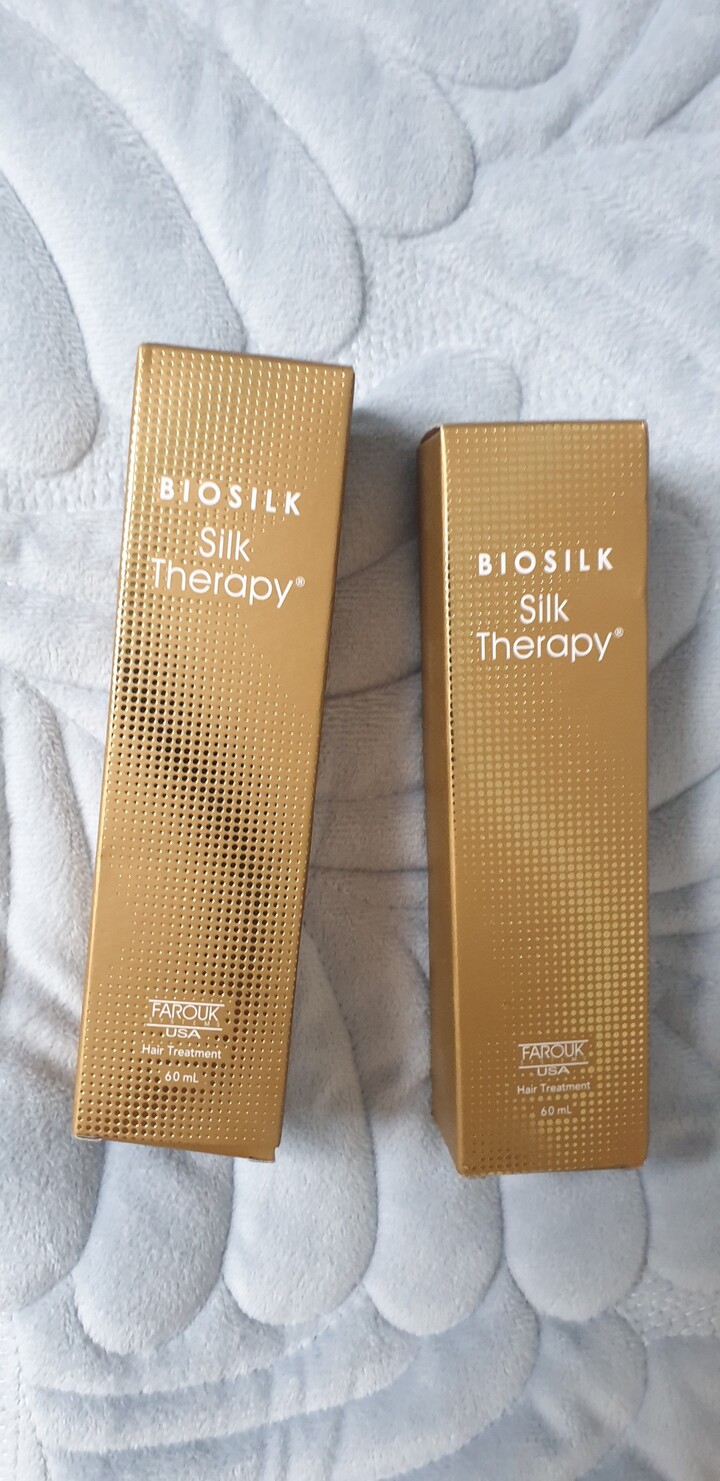 BIOSILK
Silk
Therapy®
FAROUK
USA
Hair Treatment
60 mL
BIOSILK
Silk
Therapy®
FAROUK
USA
Hair Treatment
60 mL